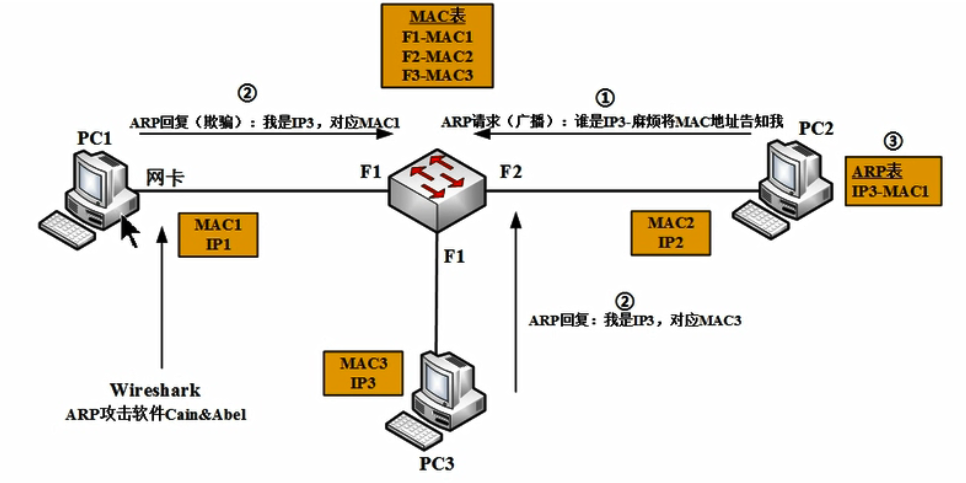 MAC表
F1-MAC1
F2-MAC2
F3-MAC3
②
ARP回复（欺骗）：我是IP3，对应MAC1
①
ARP请求（广播）：谁是IP3-麻烦将MAC地址告知我
PC1
PC2
③
ARP表
IP3-MAC1
网卡
F1
F2
MAC1
IP1
MAC2
IP2
F1
②
ARP回复：我是IP3，对应MAC3
MAC3
IP3
Wireshark
ARP攻击软件Cain&Abel
PC3